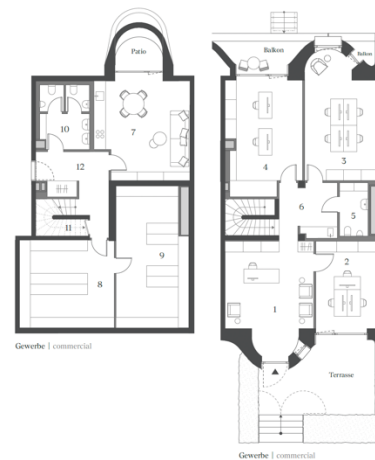 Patio
7
10
12
11
8
9
Gewerbe | commercial
Balkon
Balkon
4
3
6
5
2
1
Terrasse
Gewerbe | commercial